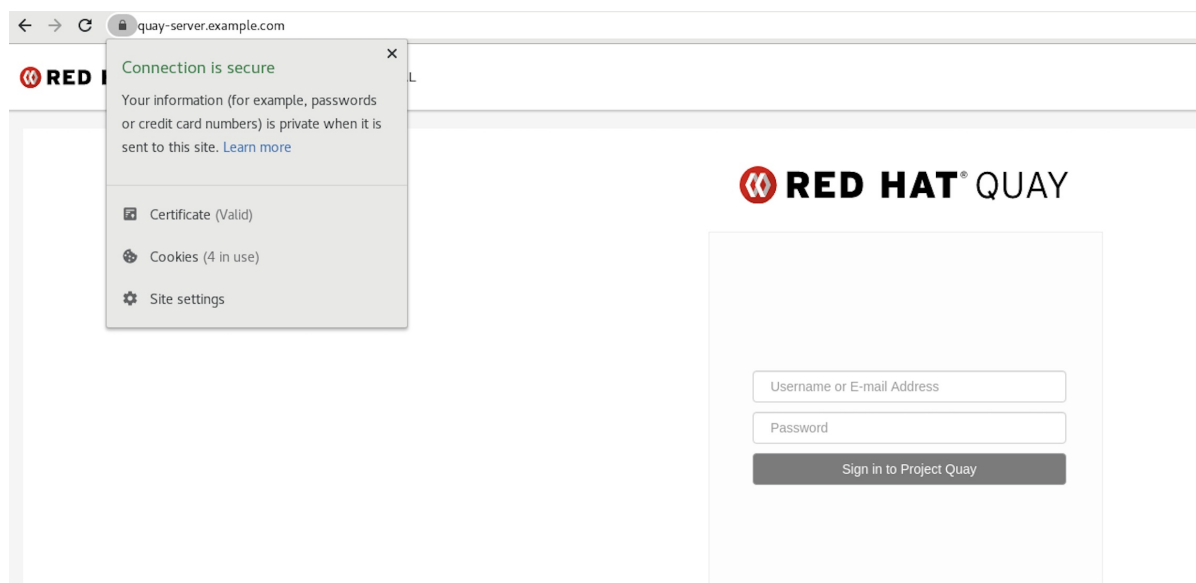 quay-server.example.com
RED
L
Connection is secure
Your information (for example, passwords
or credit card numbers) is private when it is
sent to this site. Learn more
Certificate (Valid)
Cookies (4 in use)
Site settings
RED HAT® QUAY
Username or E-mail Address
Password
Sign in to Project Quay